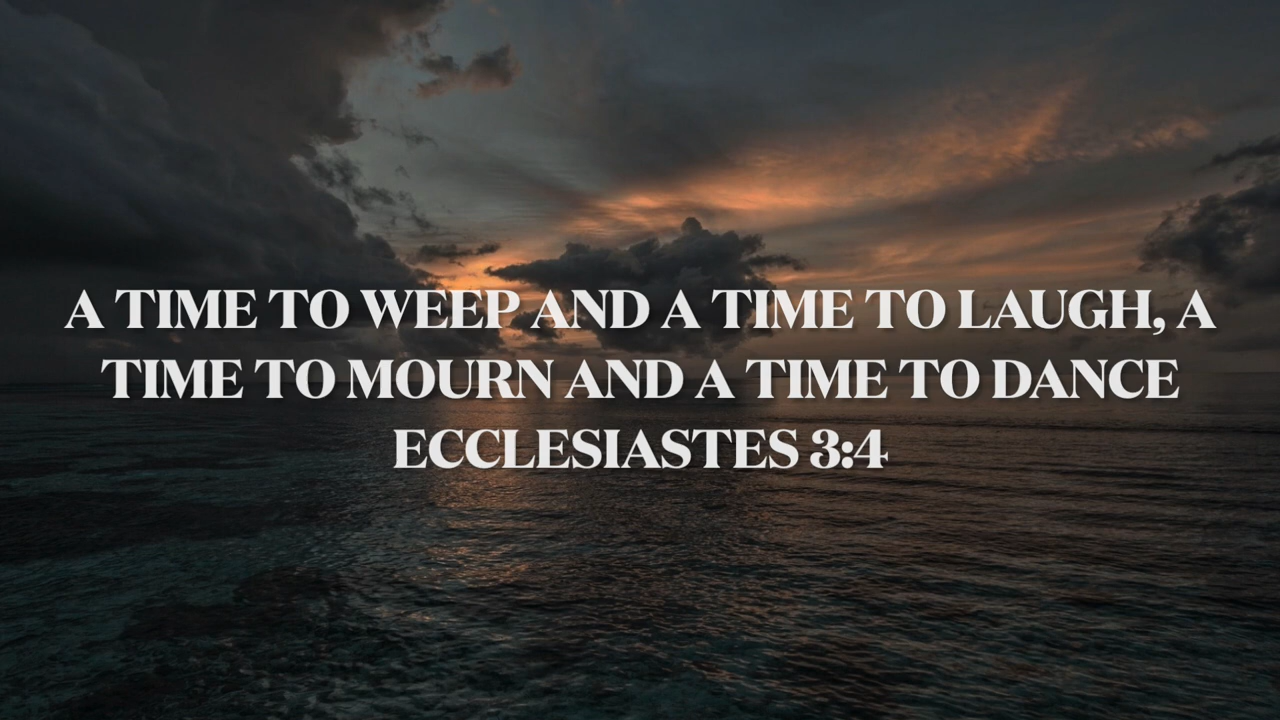 A TIME TO WEEP AND A TIME TO LAUGH, A
TIME TO MOURN AND A TIME TO DANCE
ECCLESIASTES 3:4